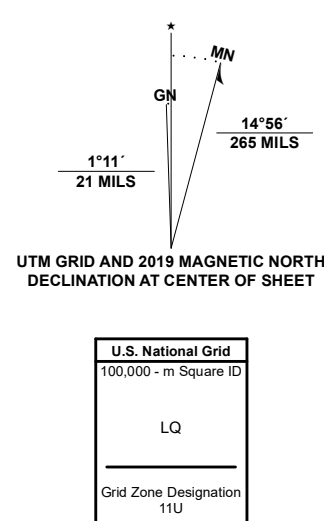 ★
MN
GN
14°56´
265 MILS
1°11´
21 MILS
UTM GRID AND 2019 MAGNETIC NORTH
DECLINATION AT CENTER OF SHEET
U.S. National Grid
100,000 - m Square ID
LQ
Grid Zone Designation
11U